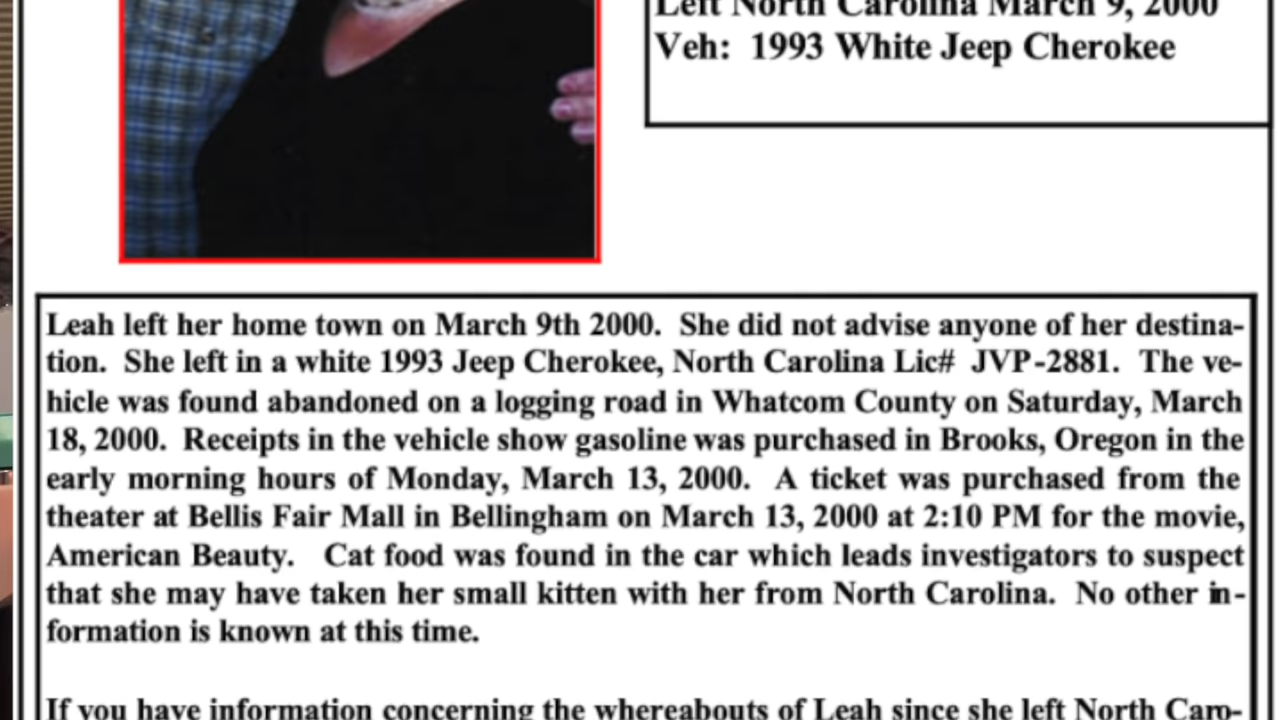 Left North Carolina March 9, 2000
Veh: 1993 White Jeep Cherokee
Leah left her home town on March 9th 2000. She did not advise anyone of her destina-
tion. She left in a white 1993 Jeep Cherokee, North Carolina Lic# JVP-2881. The ve-
hicle was found abandoned on a logging road in Whatcom County on Saturday, March
18, 2000. Receipts in the vehicle show gasoline was purchased in Brooks, Oregon in the
early morning hours of Monday, March 13, 2000. A ticket was purchased from the
theater at Bellis Fair Mall in Bellingham on March 13, 2000 at 2:10 PM for the movie,
American Beauty. Cat food was found in the car which leads investigators to suspect
that she may have taken her small kitten with her from North Carolina. No other in-
formation is known at this time.
If you have information concerning the whereabouts of Leah since she left North Caro-